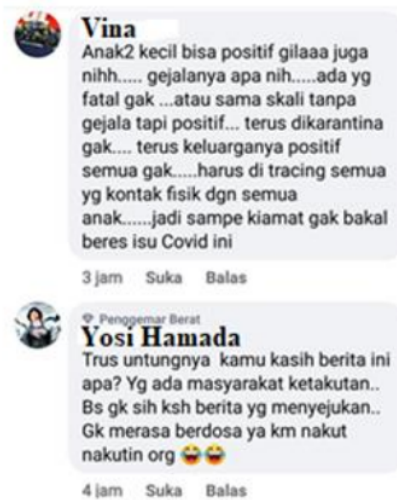 Vina
Anak2 kecil bisa positif gilaaa juga
nihh..... gejalanya apa nih.....ada yg
fatal gak ...atau sama skali tanpa
gejala tapi positif... terus dikarantina
gak.... terus keluarganya positif
semua gak.....harus di tracing semua
yg kontak fisik dgn semua
anak......jadi sampe kiamat gak bakal
beres isu Covid ini
3 jam Suka Balas
Penggemar Berat
Yosi Hamada
Trus untungnya kamu kasih berita ini
apa? Yg ada masyarakat ketakutan..
Bs gk sih ksh berita yg menyejukan..
Gk merasa berdosa ya km nakut
nakutin org 😂😂
4 jam Suka Balas